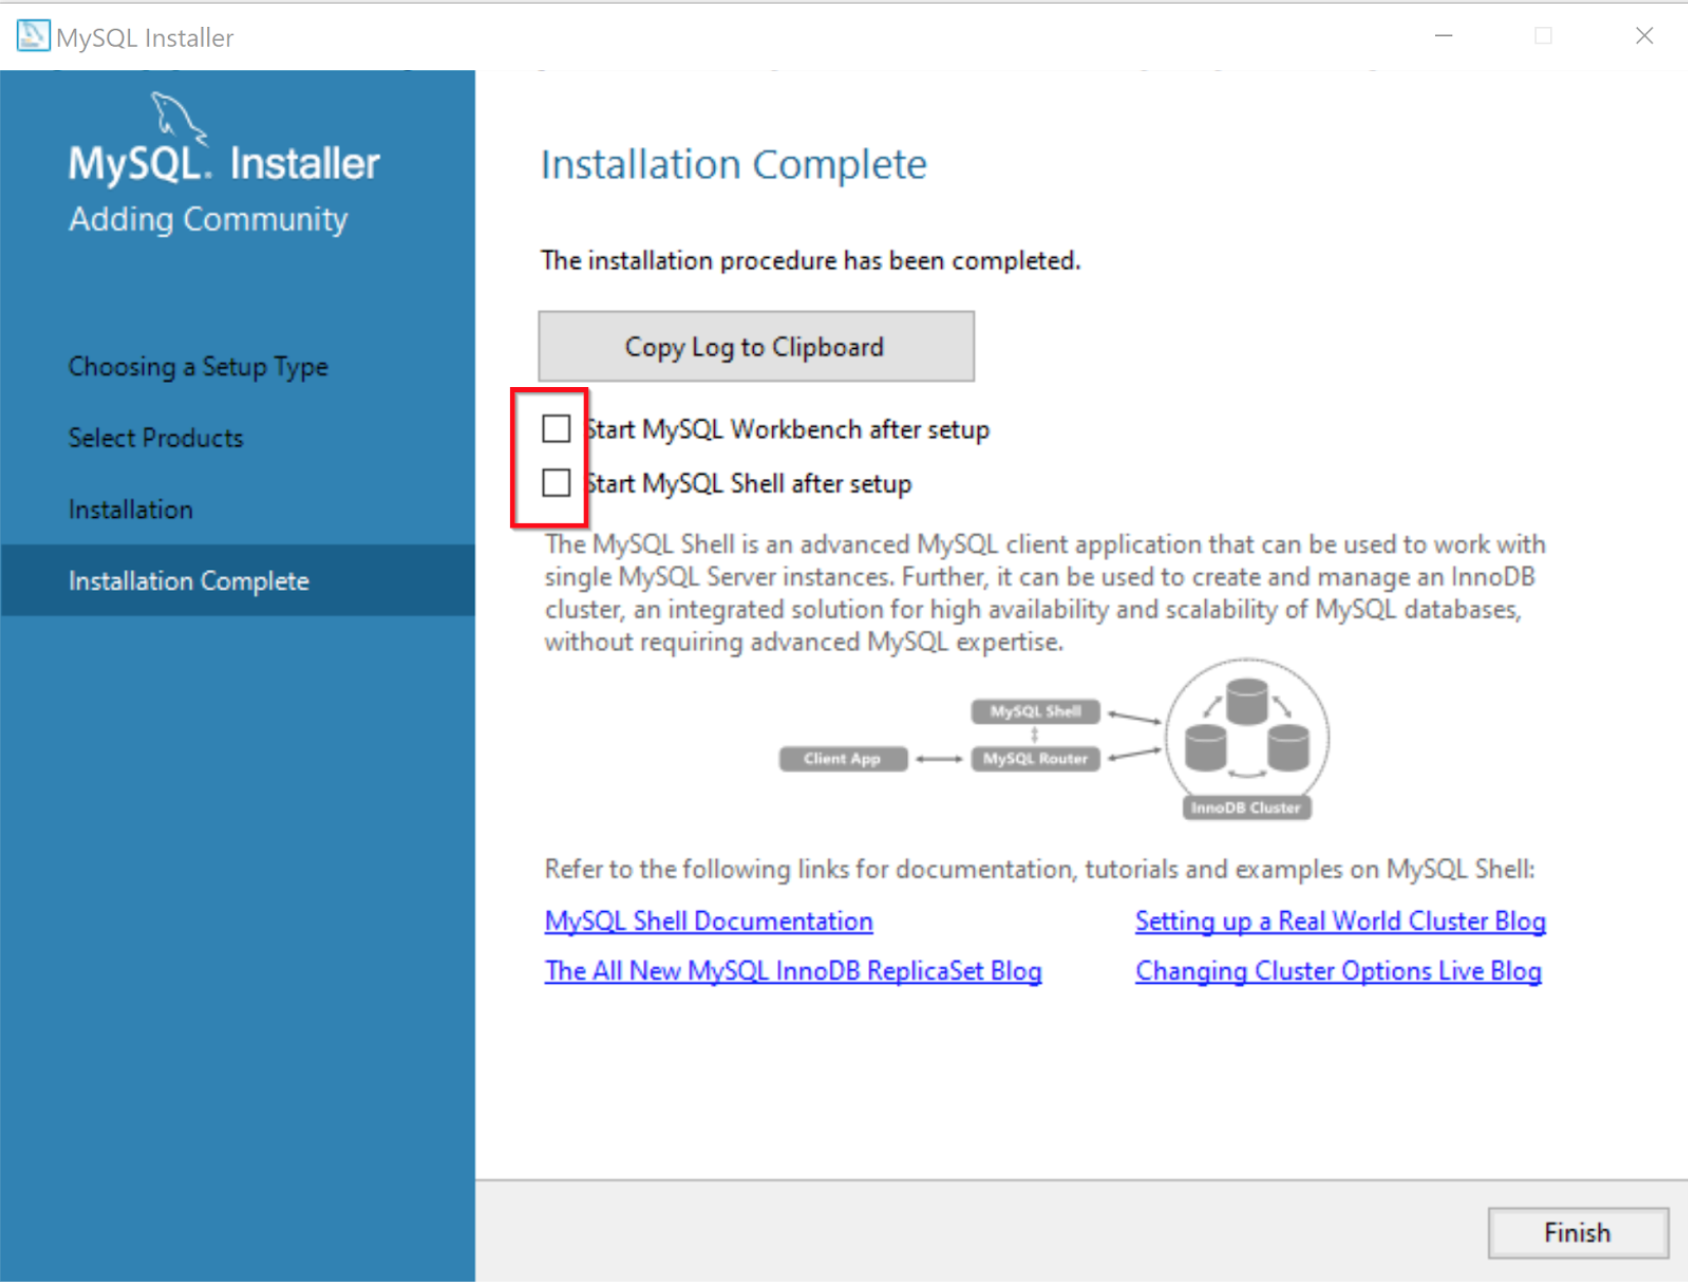 MySQL Installer
MySQL. Installer
Adding Community
Choosing a Setup Type
Select Products
Installation
Installation Complete
Installation Complete
The installation procedure has been completed.
Copy Log to Clipboard
Start MySQL Workbench after setup
Start MySQL Shell after setup
The MySQL Shell is an advanced MySQL client application that can be used to work with
single MySQL Server instances. Further, it can be used to create and manage an InnoDB
cluster, an integrated solution for high availability and scalability of MySQL databases,
without requiring advanced MySQL expertise.
MySQL Shell
Client App
MySQL Router
InnoDB Cluster
Refer to the following links for documentation, tutorials and examples on MySQL Shell:
MySQL Shell Documentation
Setting up a Real World Cluster Blog
The All New MySQL InnoDB ReplicaSet Blog
Changing Cluster Options Live Blog
Finish